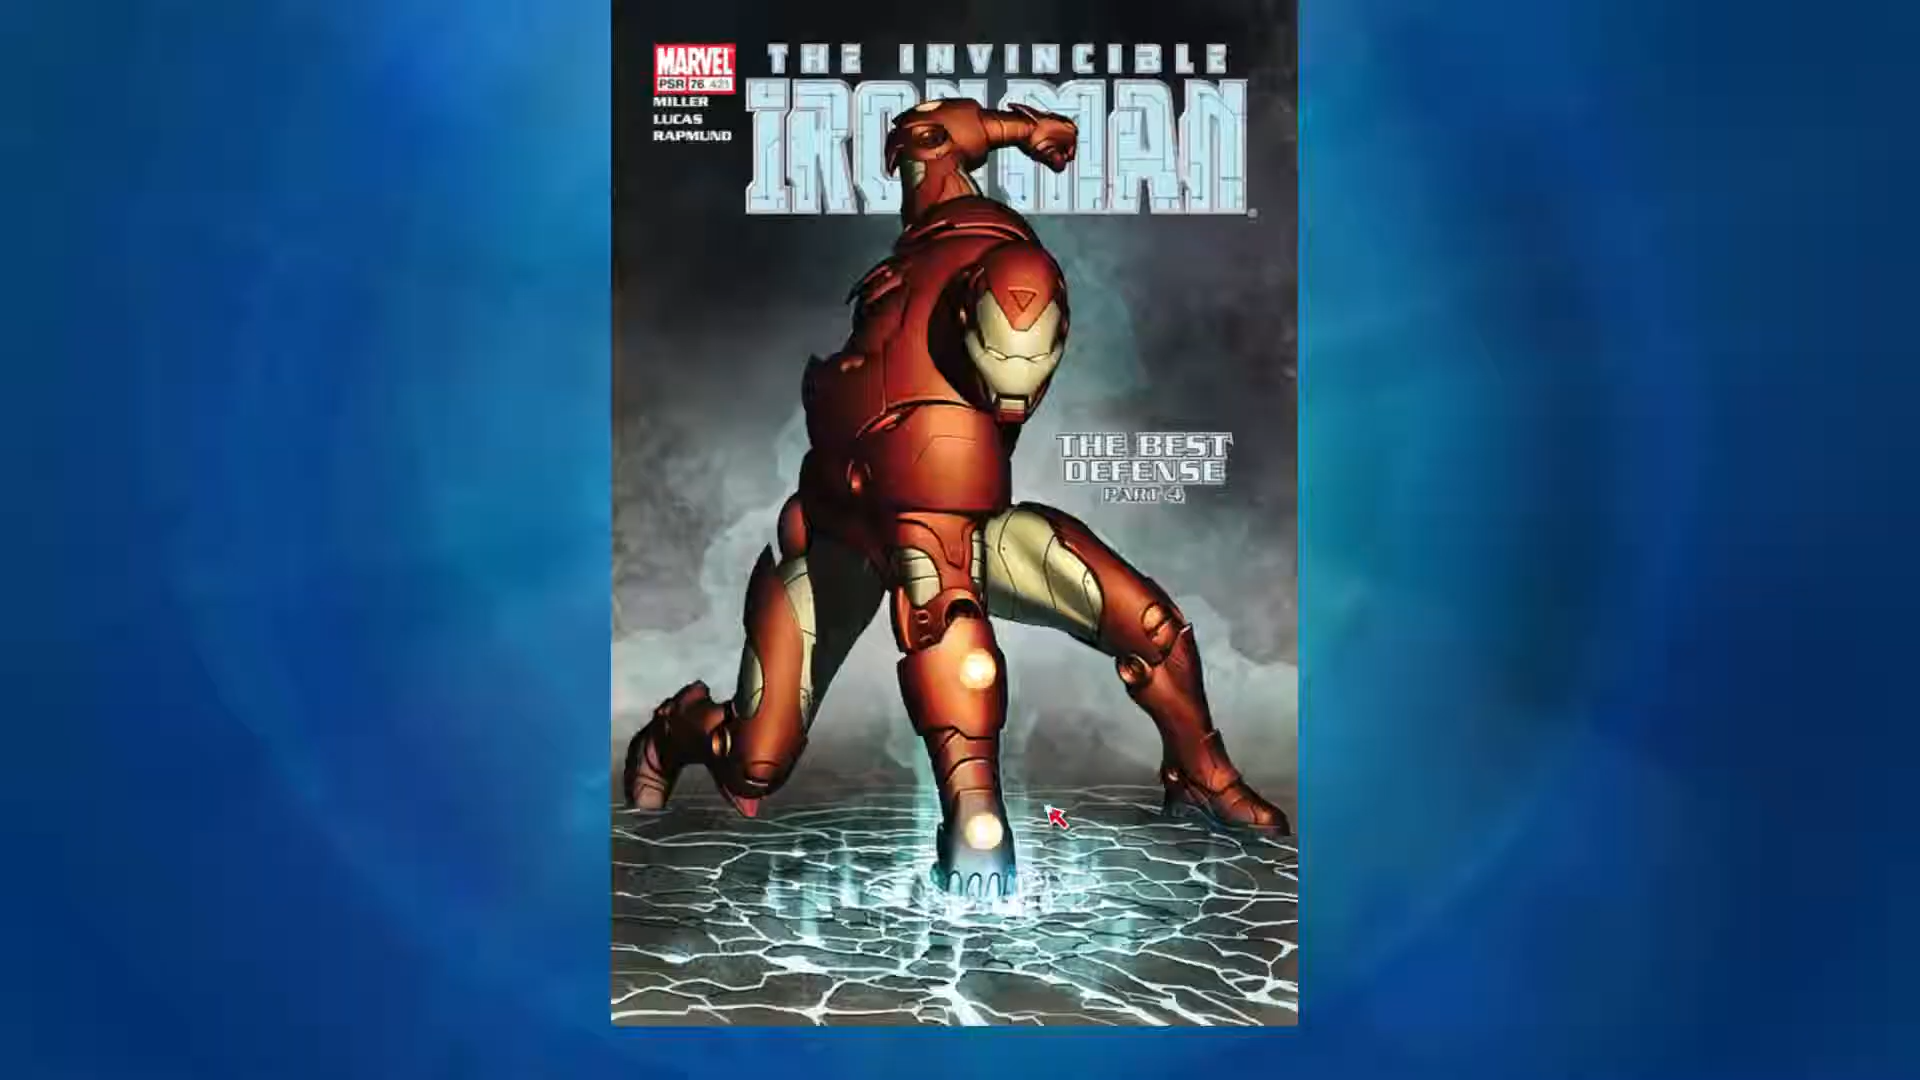 MARVEL
PSR 76 421
MILLER
LUCAS
RAPMUND
THE INVINCIBLE
IRON MAN
THE BEST
DEFENSE
PART 4